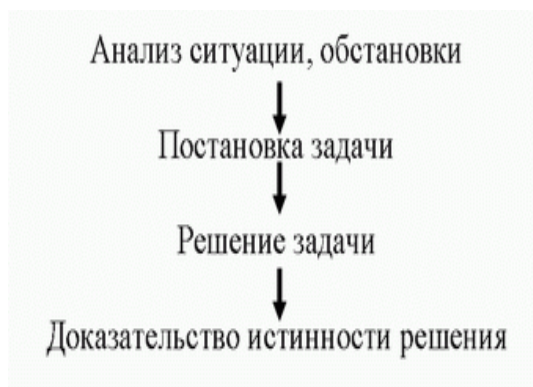 Анализ ситуации, обстановки
Постановка задачи
Решение задачи
Доказательство истинности решения